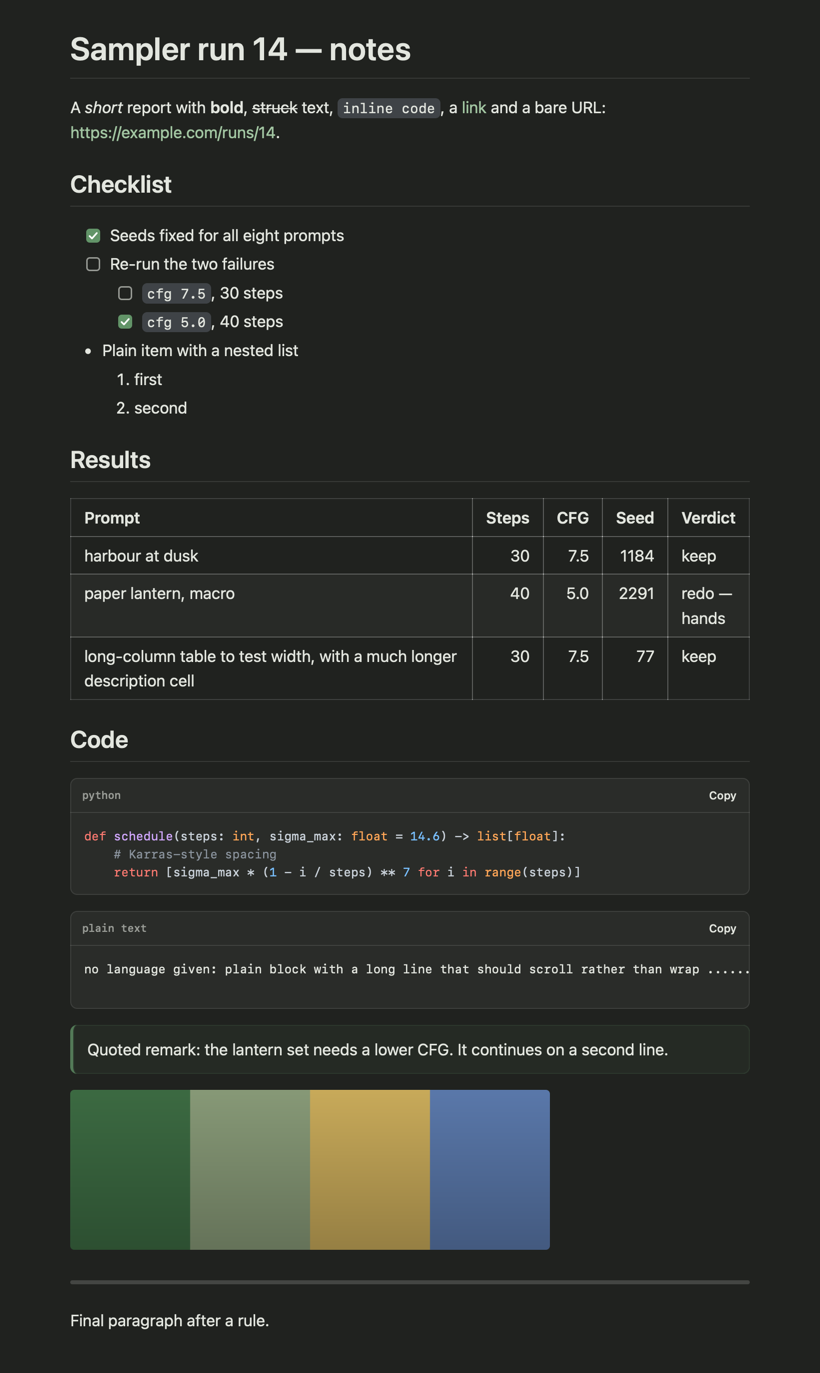 Sampler run 14 — notes
A short report with bold, struck text, inline code, a link and a bare URL:
https://example.com/runs/14.
Checklist
Seeds fixed for all eight prompts
Re-run the two failures
cfg 7.5, 30 steps
cfg 5.0, 40 steps
• Plain item with a nested list
1. first
2. second
Results
Prompt Steps CFG Seed Verdict
harbour at dusk 30 7.5 1184 keep
paper lantern, macro 40 5.0 2291 redo —
hands
long-column table to test width, with a much longer 30 7.5 77 keep
description cell
Code
python Copy
def schedule(steps: int, sigma_max: float = 14.6) -> list[float]:
    # Karras-style spacing
    return [sigma_max * (1 - i / steps) ** 7 for i in range(steps)]
plain text Copy
no language given: plain block with a long line that should scroll rather than wrap ......
Quoted remark: the lantern set needs a lower CFG. It continues on a second line.
Final paragraph after a rule.